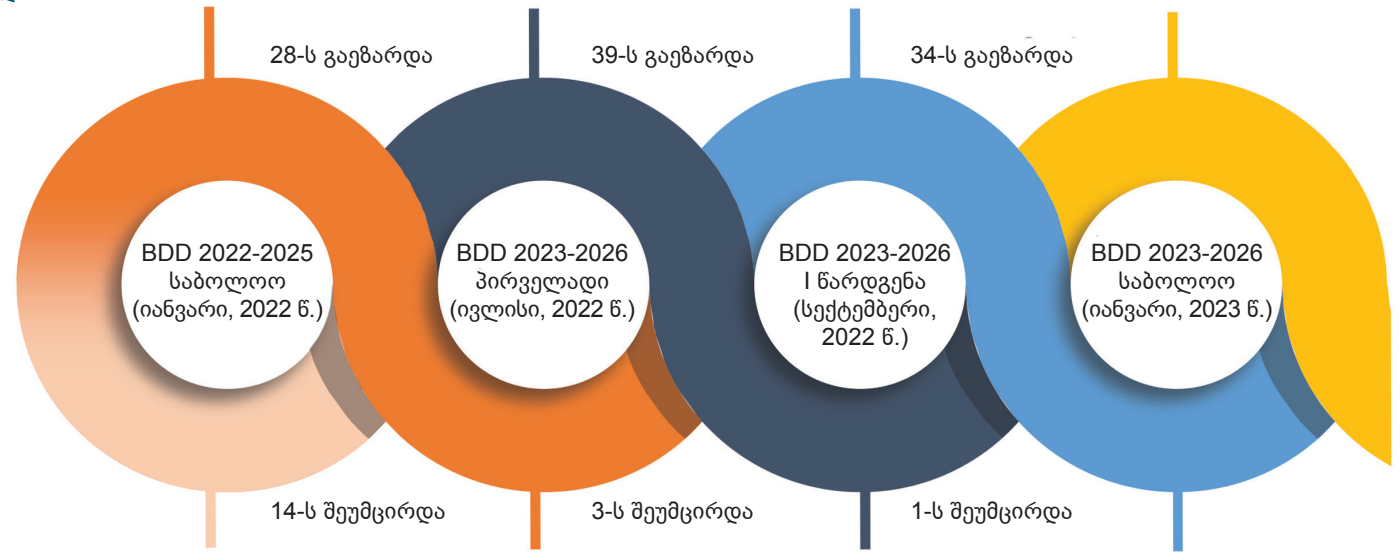 28-ს გაეზარდა
39-ს გაეზარდა
34-ს გაეზარდა
BDD 2022-2025
საბოლოო
(იანვარი, 2022 წ.)
BDD 2023-2026
პირველადი
(ივლისი, 2022 წ.)
BDD 2023-2026
I წარდგენა
(სექტემბერი,
2022 წ.)
BDD 2023-2026
საბოლოო
(იანვარი, 2023 წ.)
14-ს შეუმცირდა
3-ს შეუმცირდა
1-ს შეუმცირდა